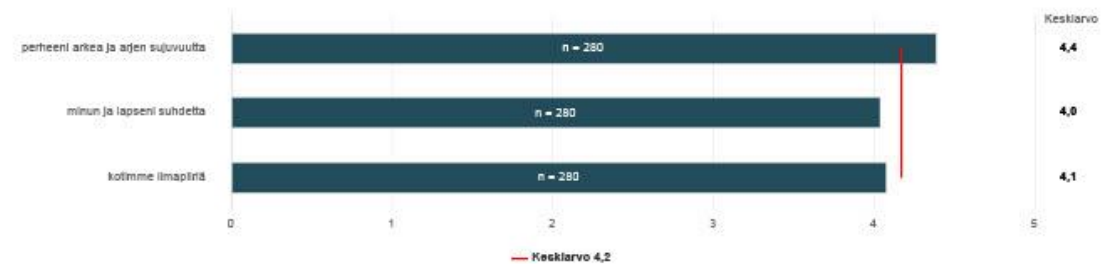 Keskiarvo
perheeni arkea ja arjen sujuvuutta
n = 280
4,4
minun ja lapseni suhdetta
n = 280
4,0
kotimme ilmapiiriä
n = 280
4,1
0 1 2 3 4 5
Keskiarvo 4,2